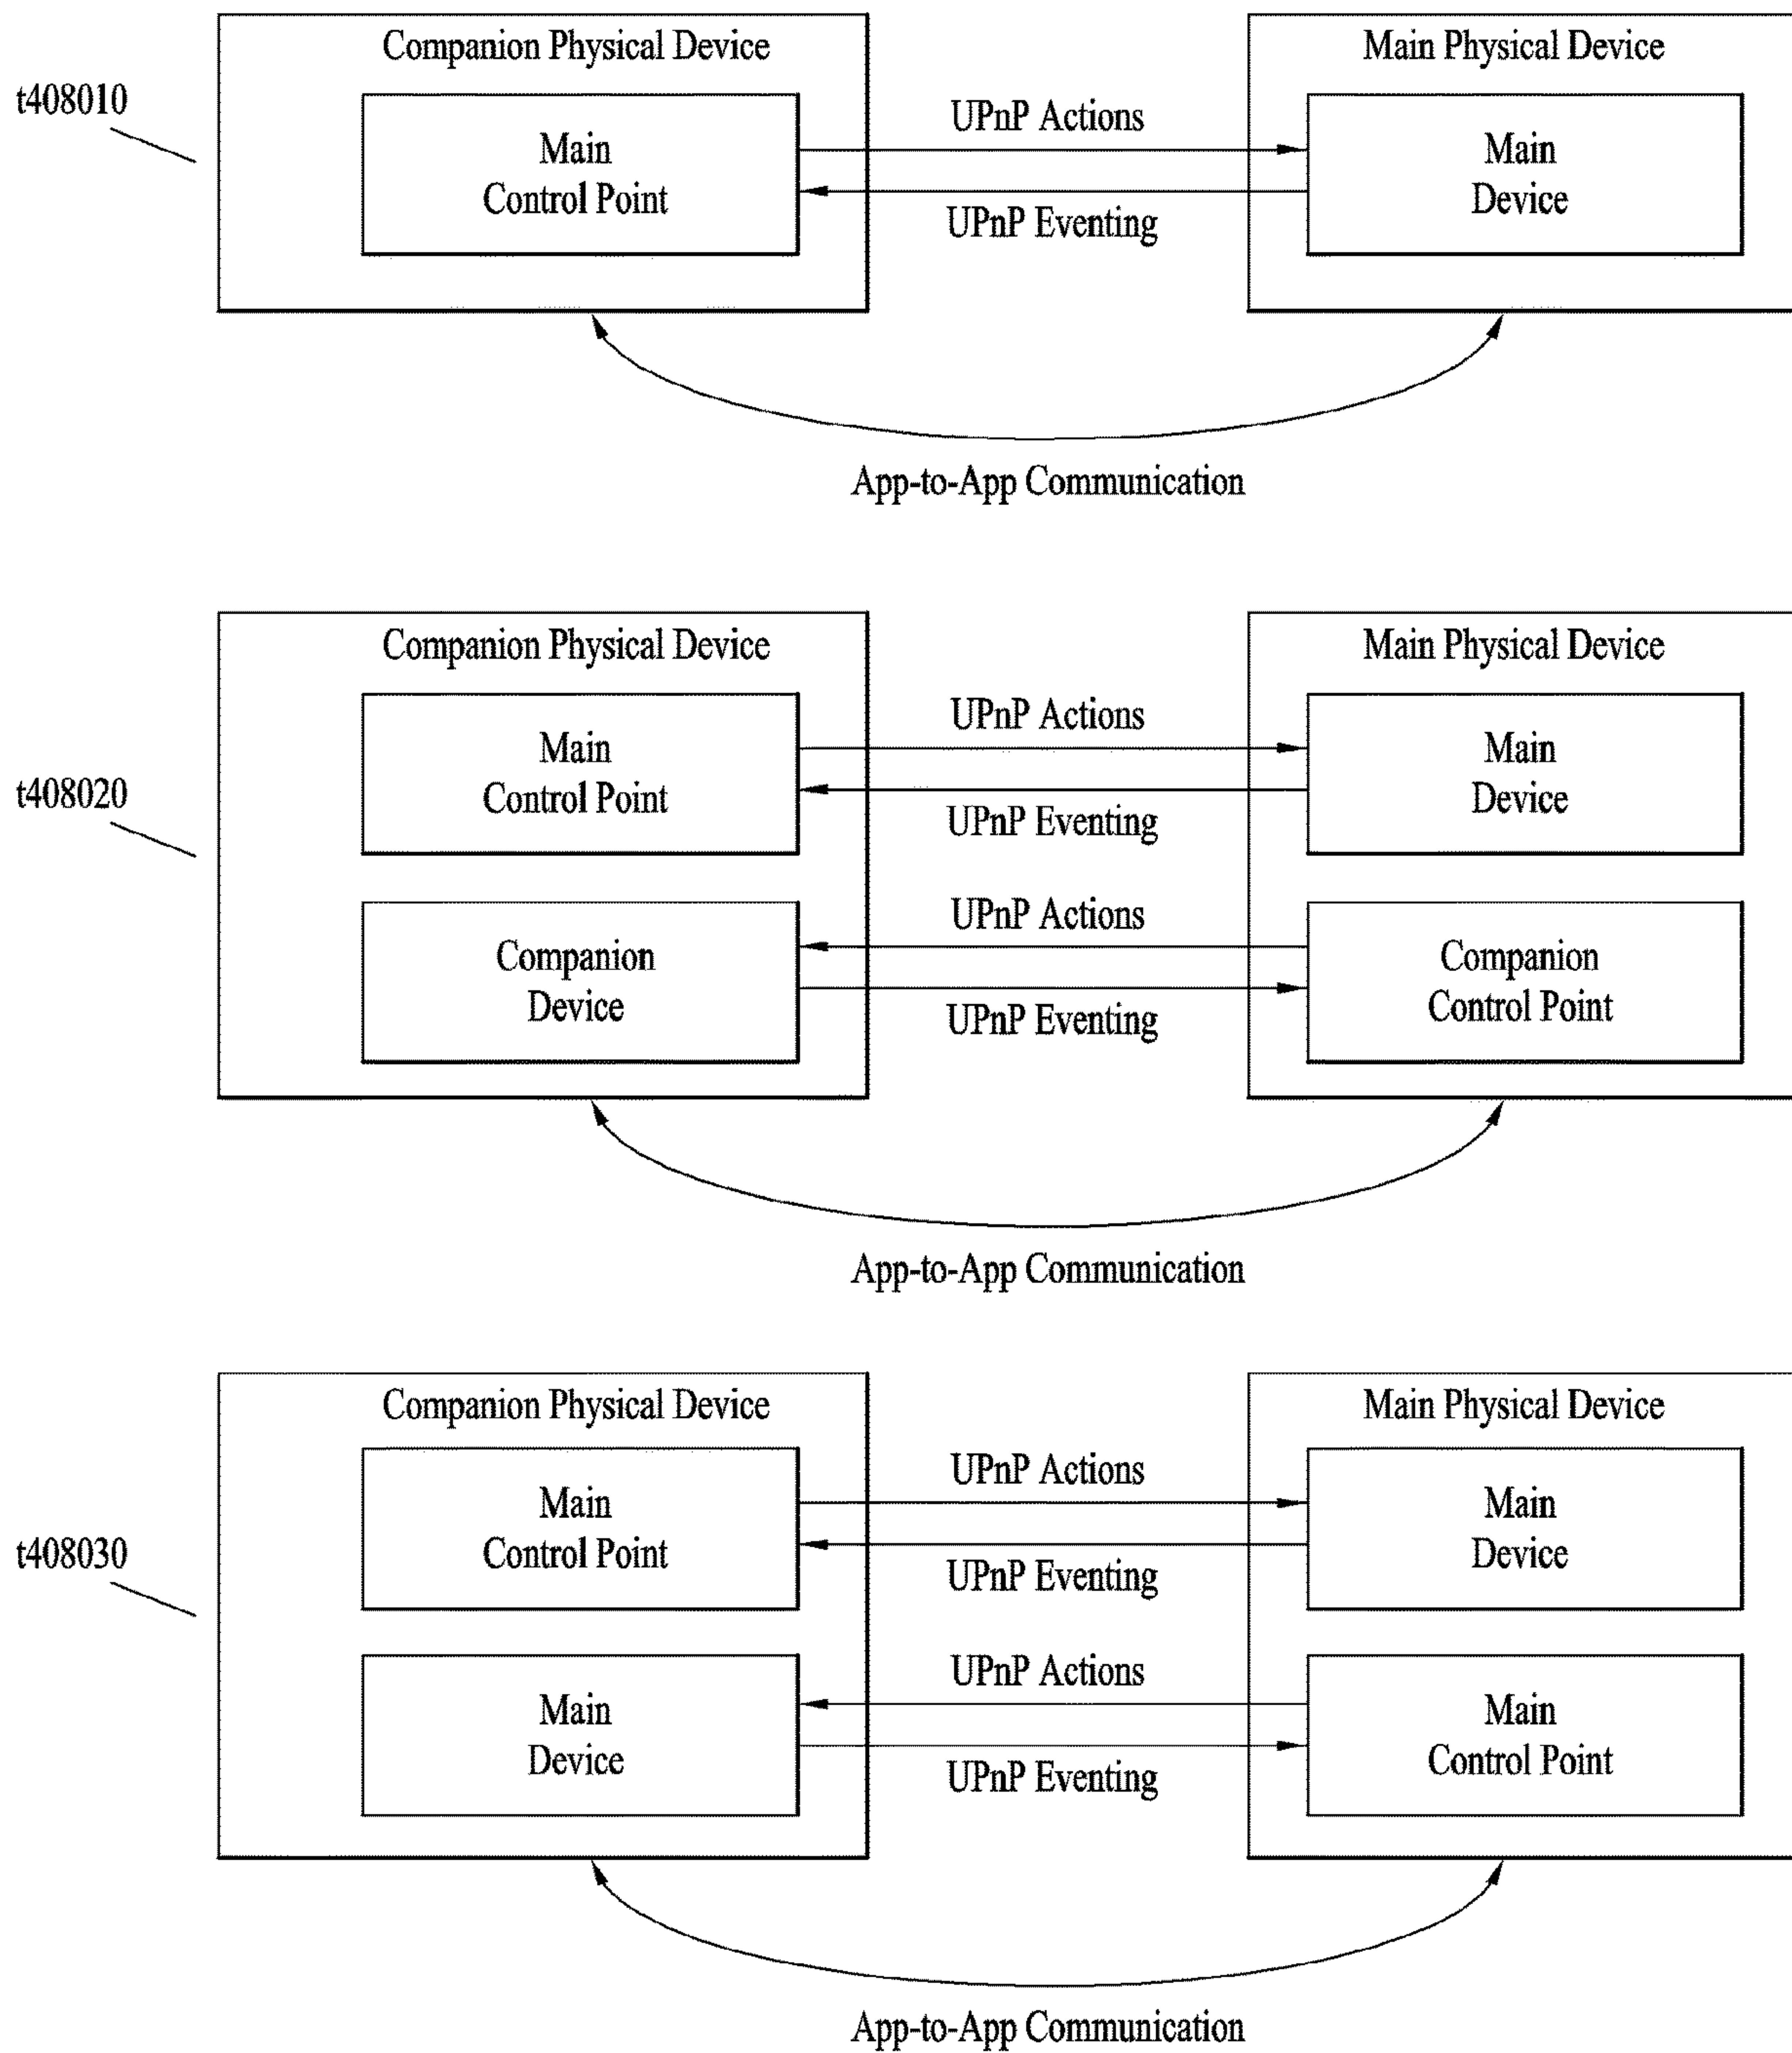 Companion Physical Device
Main Physical Device
t408010
Main
Control Point
UPnP Actions
UPnP Eventing
Main
Device
App-to-App Communication
Companion Physical Device
Main Physical Device
t408020
Main
Control Point
UPnP Actions
UPnP Eventing
Main
Device
Companion
Device
UPnP Actions
UPnP Eventing
Companion
Control Point
App-to-App Communication
Companion Physical Device
Main Physical Device
t408030
Main
Control Point
UPnP Actions
UPnP Eventing
Main
Device
Main
Device
UPnP Actions
UPnP Eventing
Main
Control Point
App-to-App Communication